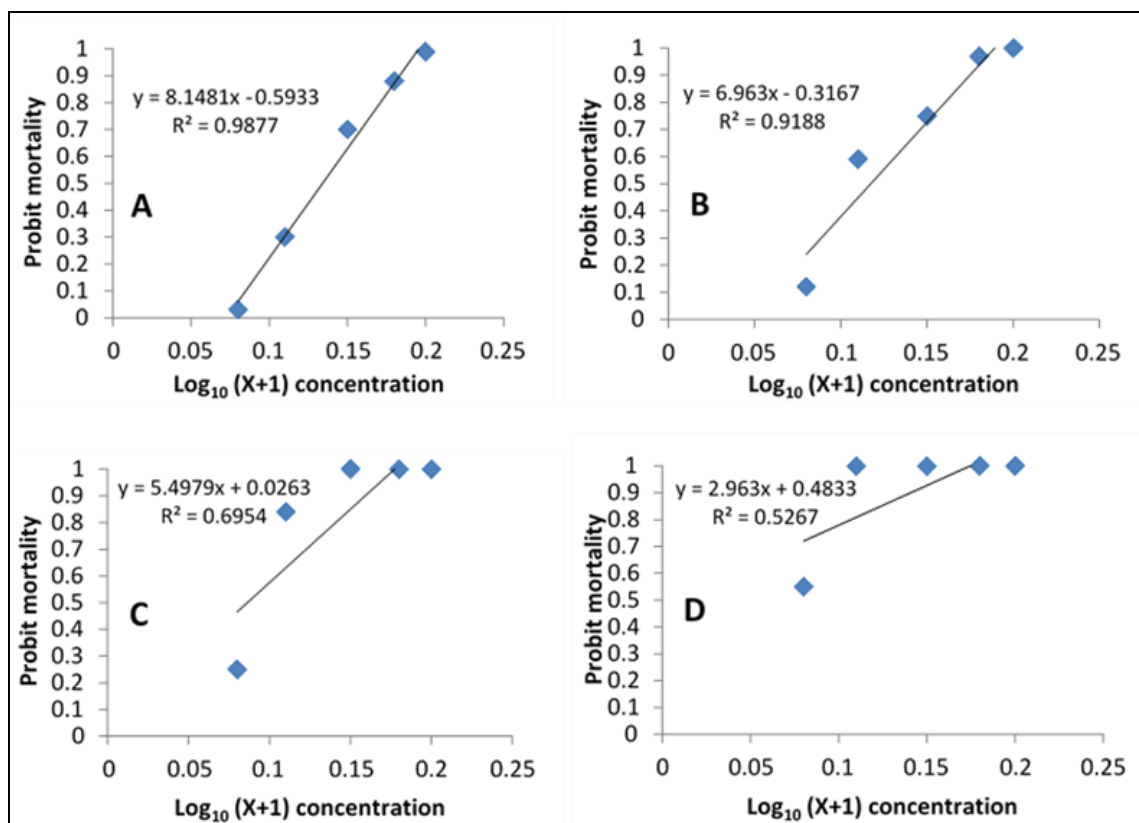 y = 8.1481x - 0.5933
R² = 0.9877
A
Probit mortality
1
0.9
0.8
0.7
0.6
0.5
0.4
0.3
0.2
0.1
0
0 0.05 0.1 0.15 0.2 0.25
Log₁₀ (X+1) concentration
y = 6.963x - 0.3167
R² = 0.9188
B
Probit mortality
1
0.9
0.8
0.7
0.6
0.5
0.4
0.3
0.2
0.1
0
0 0.05 0.1 0.15 0.2 0.25
Log₁₀ (X+1) concentration
y = 5.4979x + 0.0263
R² = 0.6954
C
Probit mortality
1
0.9
0.8
0.7
0.6
0.5
0.4
0.3
0.2
0.1
0
0 0.05 0.1 0.15 0.2 0.25
Log₁₀ (X+1) concentration
y = 2.963x + 0.4833
R² = 0.5267
D
Probit mortality
1
0.9
0.8
0.7
0.6
0.5
0.4
0.3
0.2
0.1
0
0 0.05 0.1 0.15 0.2 0.25
Log₁₀ (X+1) concentration